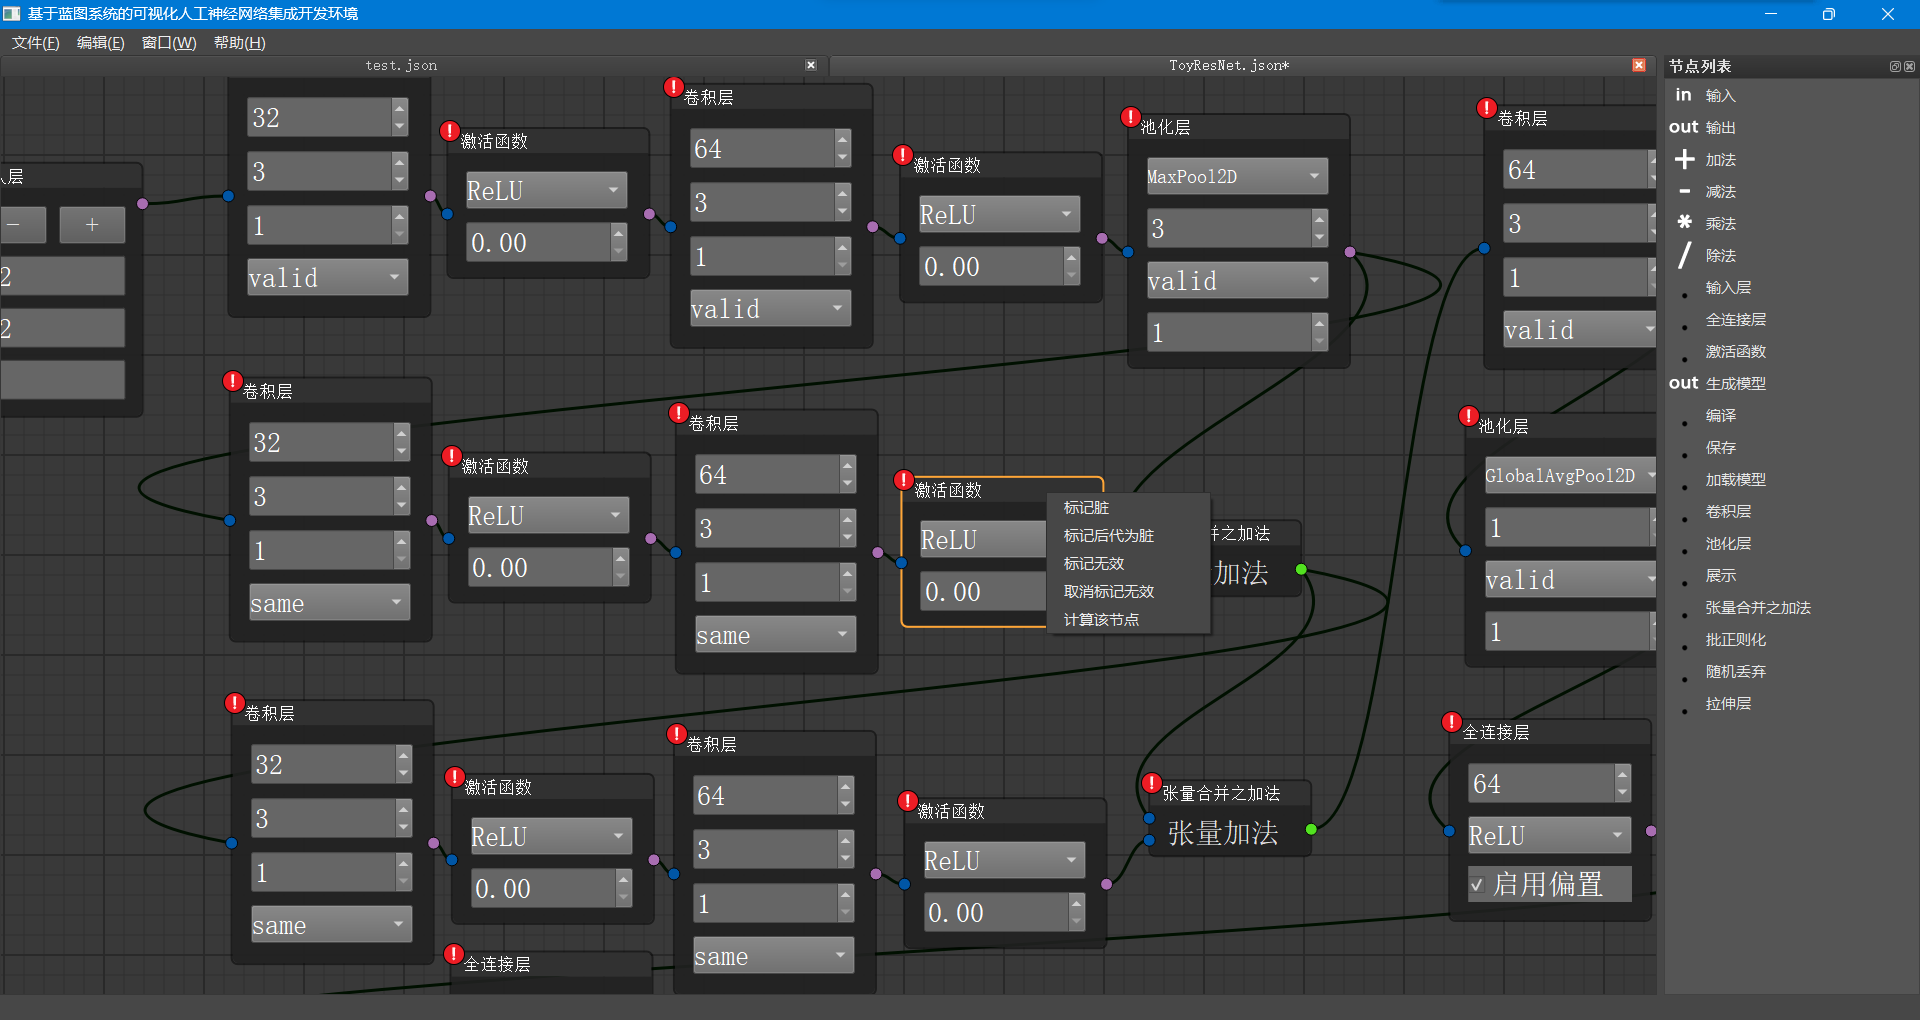 基于蓝图系统的可视化人工神经网络集成开发环境
文件(F) 编辑(E) 窗口(W) 帮助(H)
test.json
ToyResNet.json*
32
3
1
valid
激活函数
ReLU
0.00
卷积层
64
3
1
valid
激活函数
ReLU
0.00
池化层
MaxPool2D
3
valid
1
卷积层
64
3
1
valid
卷积层
32
3
1
same
激活函数
ReLU
0.00
卷积层
64
3
1
same
激活函数
ReLU
0.00
标记脏
标记后代为脏
标记无效
取消标记无效
计算该节点
并之加法
加法
池化层
GlobalAvgPool2D
1
valid
1
卷积层
32
3
1
same
激活函数
ReLU
0.00
卷积层
64
3
1
same
激活函数
ReLU
0.00
张量合并之加法
张量加法
全连接层
64
ReLU
启用偏置
全连接层
节点列表
in 输入
out 输出
+ 加法
- 减法
* 乘法
/ 除法
输入层
全连接层
激活函数
out 生成模型
编译
保存
加载模型
卷积层
池化层
展示
张量合并之加法
批正则化
随机丢弃
拉伸层